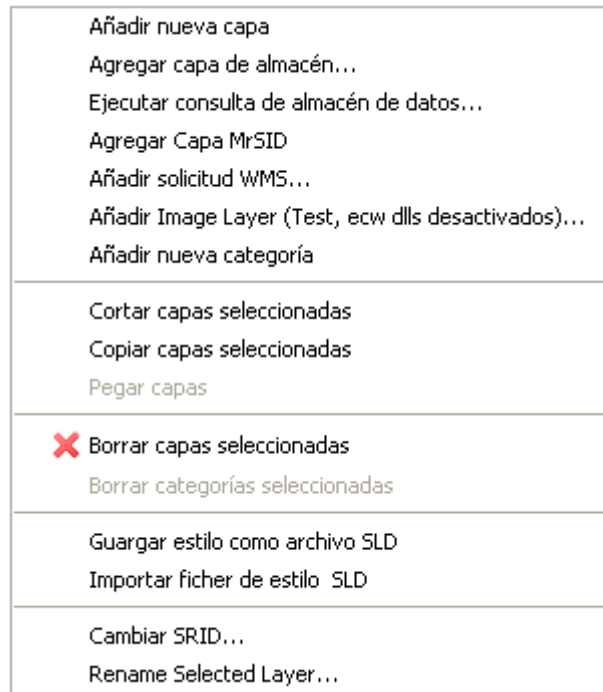 Añadir nueva capa
Agregar capa de almacén...
Ejecutar consulta de almacén de datos...
Agregar Capa MrSID
Añadir solicitud WMS...
Añadir Image Layer (Test, ecw dlls desactivados)...
Añadir nueva categoría
Cortar capas seleccionadas
Copiar capas seleccionadas
Pegar capas
Borrar capas seleccionadas
Borrar categorías seleccionadas
Guargar estilo como archivo SLD
Importar ficher de estilo  SLD
Cambiar SRID...
Rename Selected Layer...